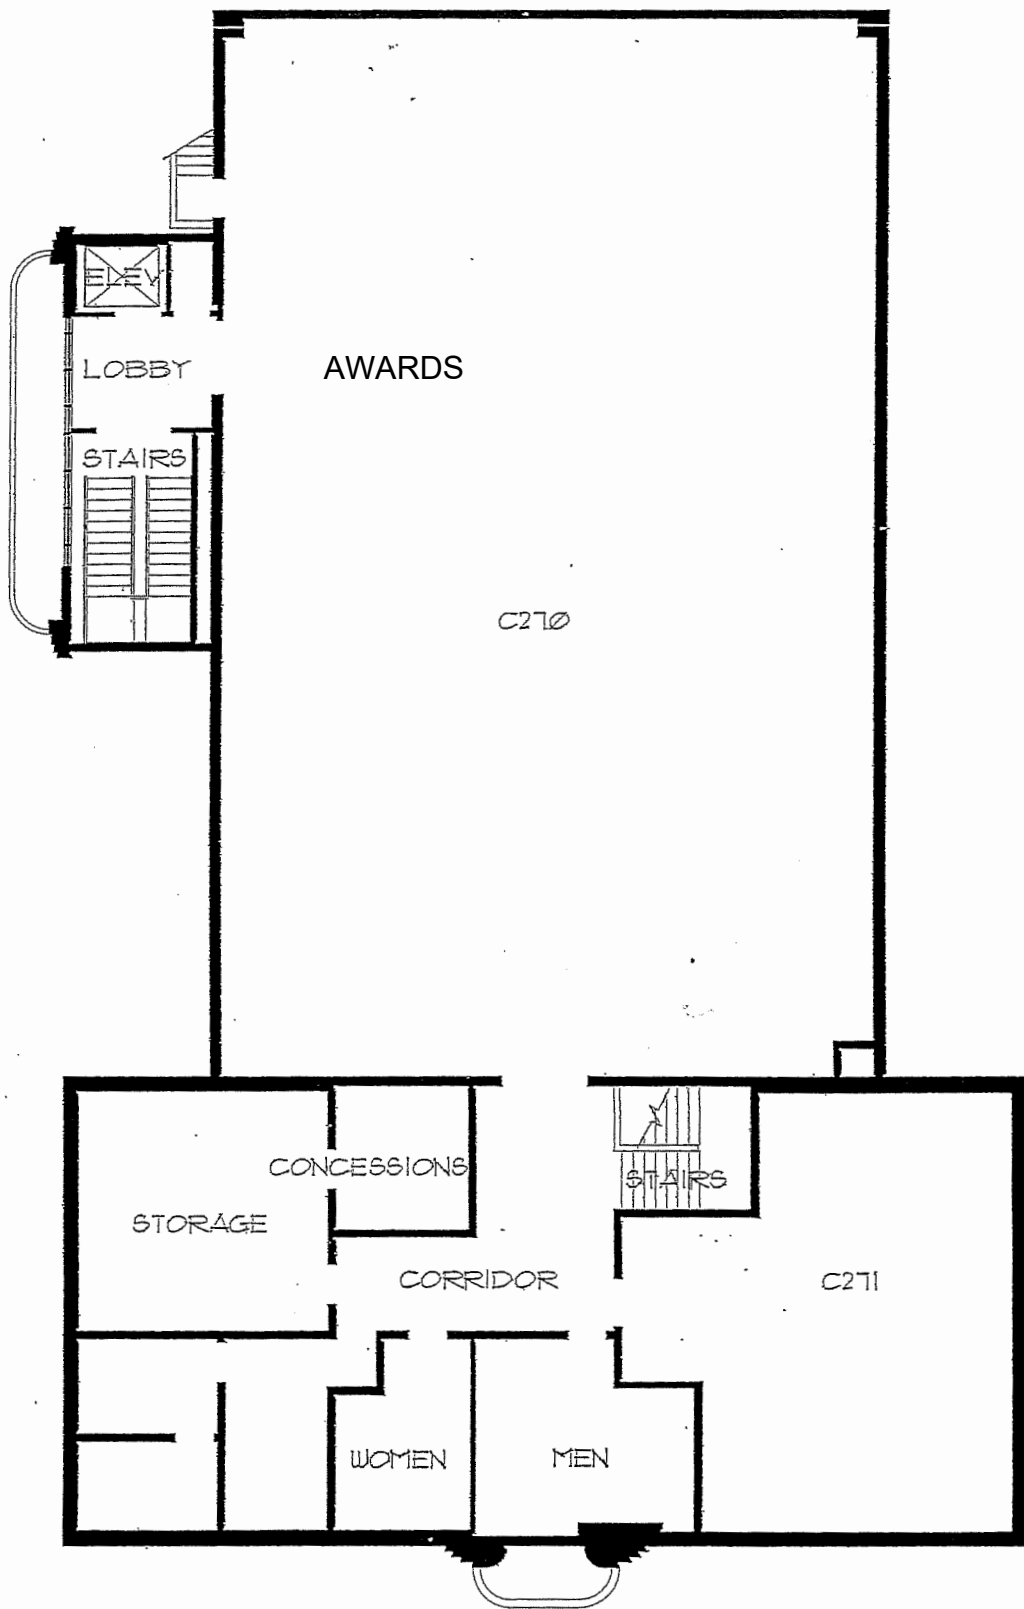 ELEV
LOBBY
AWARDS
STAIRS
C270
CONCESSIONS
STAIRS
STORAGE
CORRIDOR
C271
WOMEN
MEN